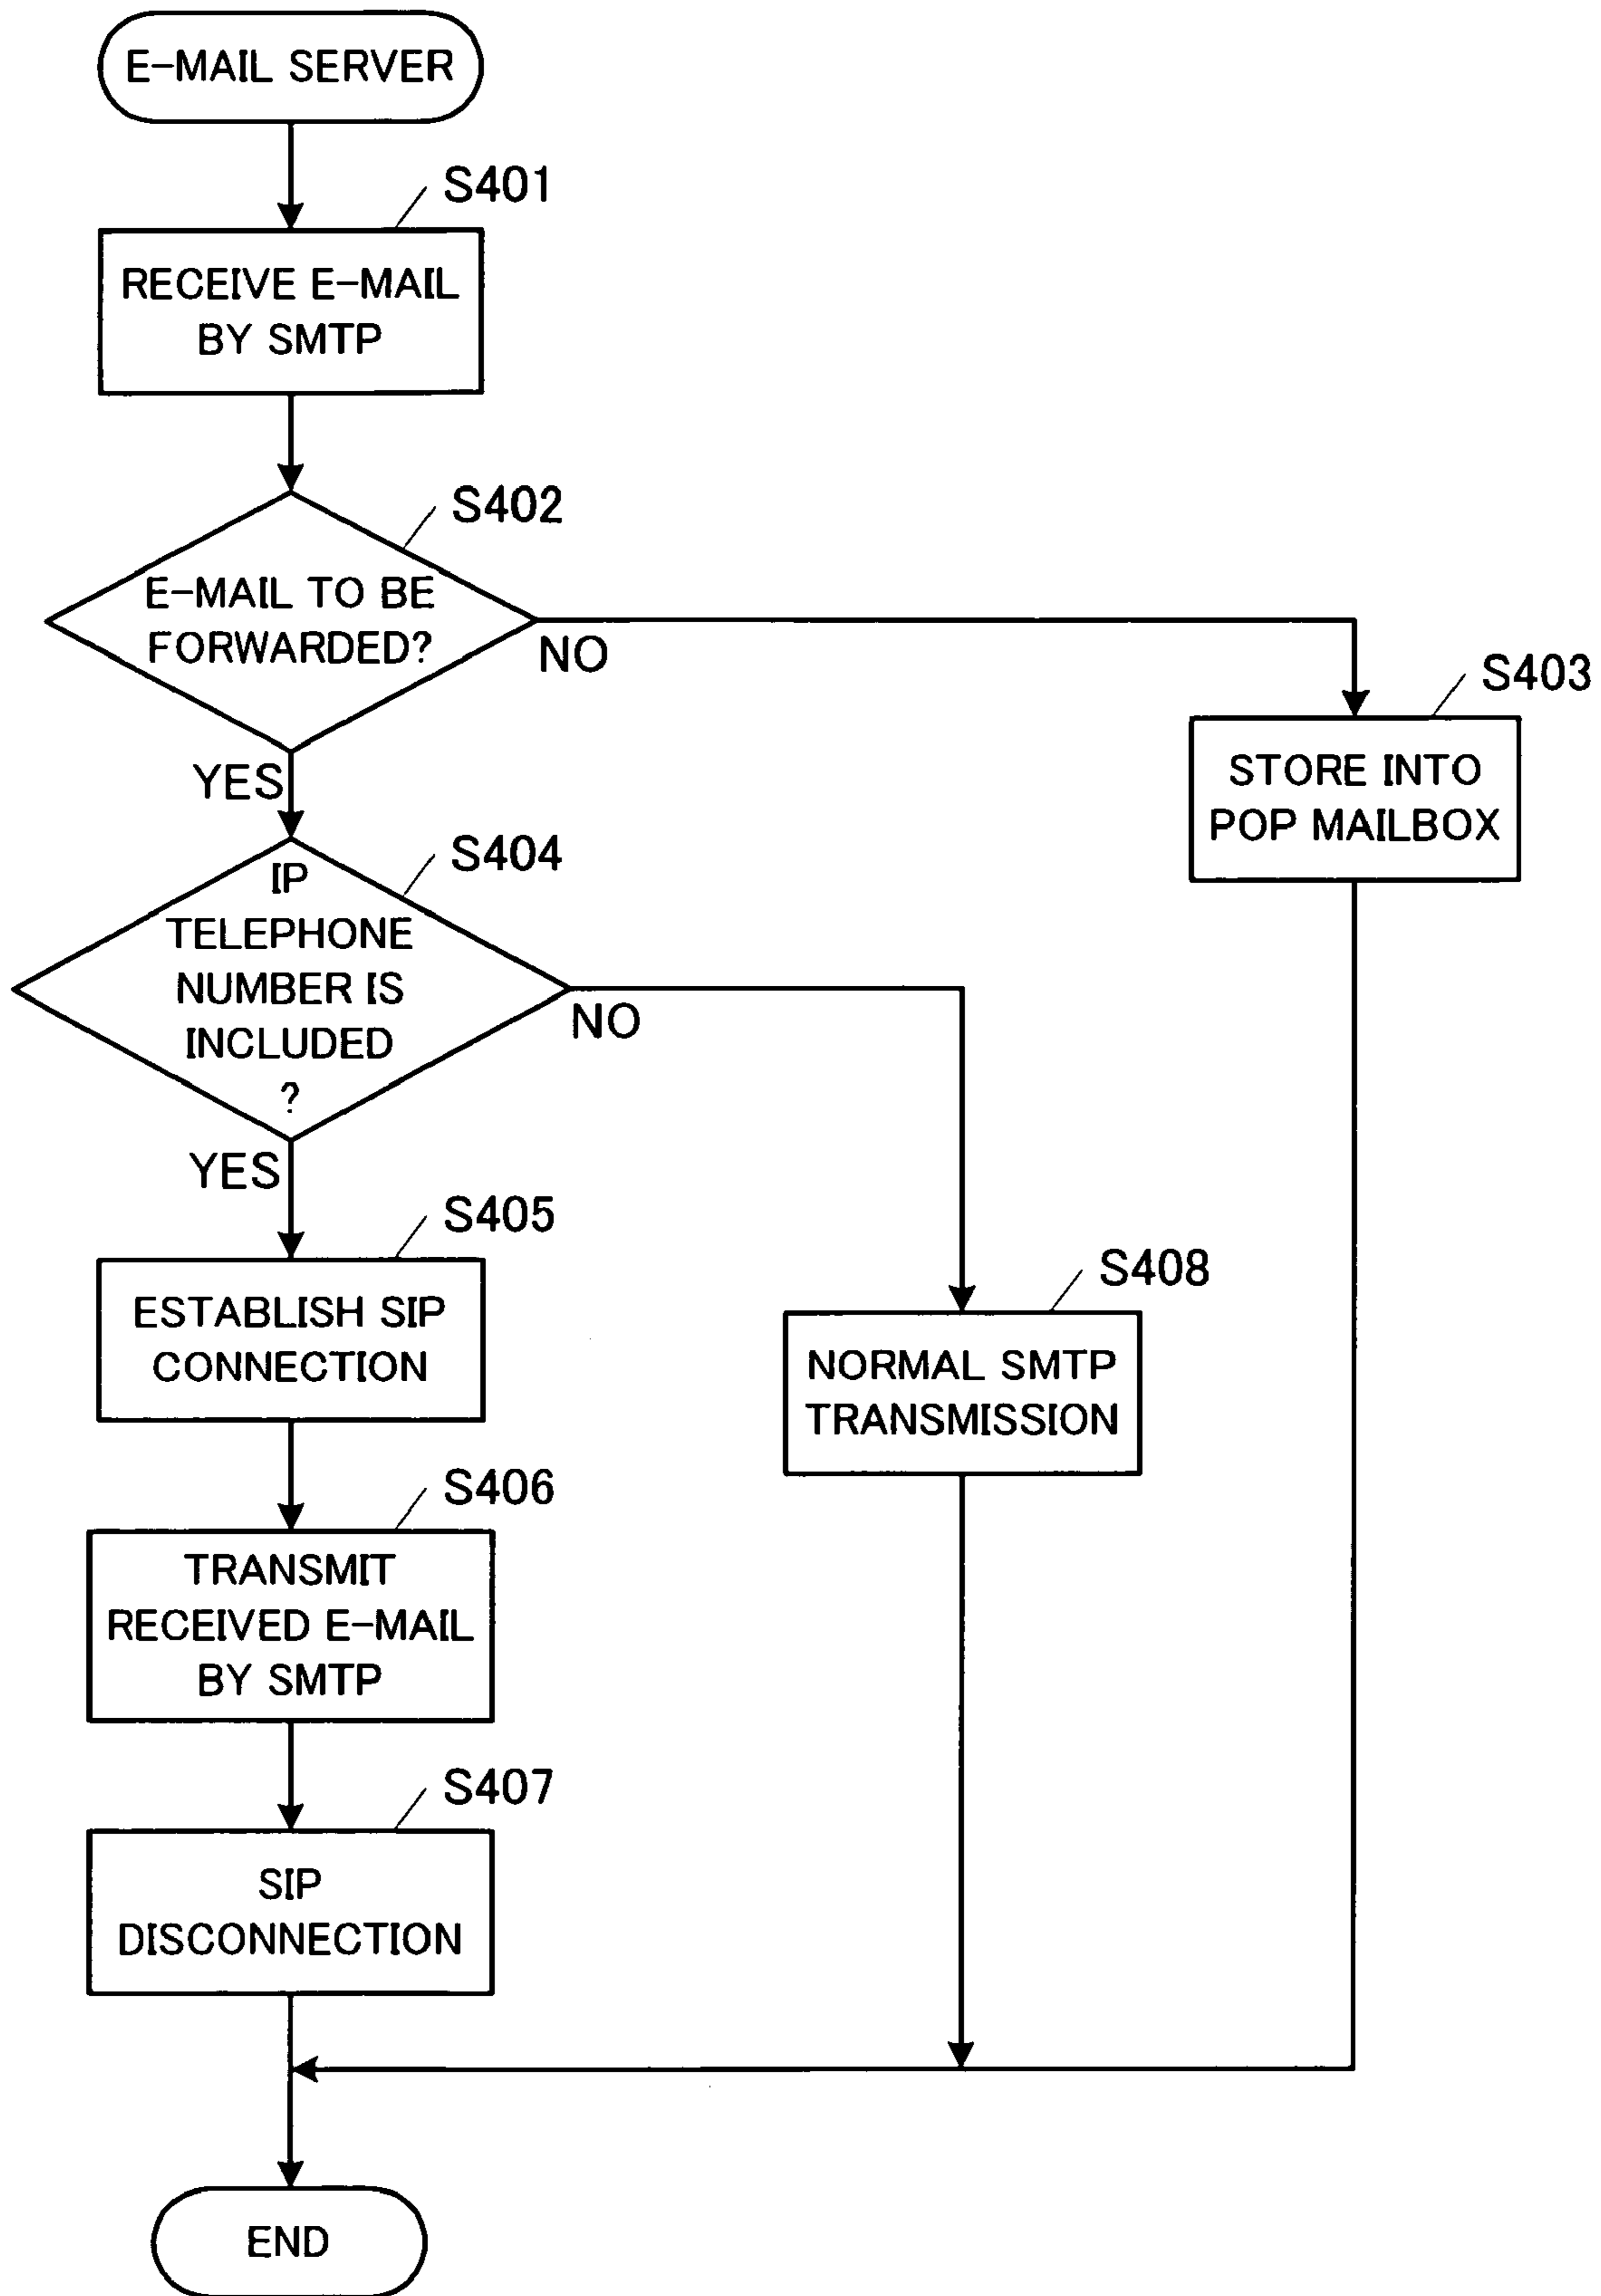 E-MAIL SERVER
S401
RECEIVE E-MAIL
BY SMTP
S402
E-MAIL TO BE
FORWARDED?
NO
YES
S403
STORE INTO
POP MAILBOX
S404
IP
TELEPHONE
NUMBER IS
INCLUDED
?
NO
YES
S405
ESTABLISH SIP
CONNECTION
S408
NORMAL SMTP
TRANSMISSION
S406
TRANSMIT
RECEIVED E-MAIL
BY SMTP
S407
SIP
DISCONNECTION
END